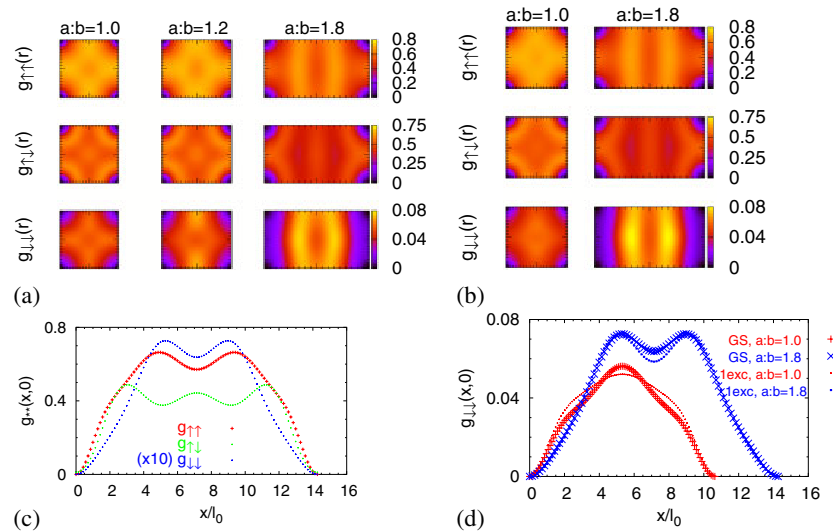 a:b=1.0 a:b=1.2 a:b=1.8
g↑↑(r)
0.8
0.6
0.4
0.2
0
g↑↓(r)
0.75
0.5
0.25
0
g↓↓(r)
0.08
0.04
0
(a)
a:b=1.0 a:b=1.8
g↑↑(r)
0.8
0.6
0.4
0.2
0
g↑↓(r)
0.75
0.5
0.25
0
g↓↓(r)
0.08
0.04
0
(b)
g**(x,0)
0.8
0.4
0
g↑↑
g↑↓
(x10) g↓↓
0 2 4 6 8 10 12 14 16
x/l0
(c)
g↓↓(x,0)
0.08
0.04
0
GS, a:b=1.0
GS, a:b=1.8
1exc, a:b=1.0
1exc, a:b=1.8
0 2 4 6 8 10 12 14 16
x/l0
(d)